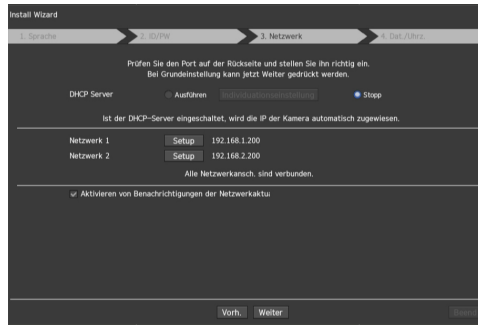 Install Wizard
1. Sprache
2. ID/PW
3. Netzwerk
4. Dat./Uhrz.
Prüfen Sie den Port auf der Rückseite und stellen Sie ihn richtig ein.
Bei Grundeinstellung kann jetzt Weiter gedrückt werden.
DHCP Server
Ausführen
Individuationseinstellung
Stopp
Ist der DHCP-Server eingeschaltet, wird die IP der Kamera automatisch zugewiesen.
Netzwerk 1 Setup 192.168.1.200
Netzwerk 2 Setup 192.168.2.200
Alle Netzwerkansch. sind verbunden.
Aktivieren von Benachrichtigungen der Netzwerkaktu
Vorh. Weiter